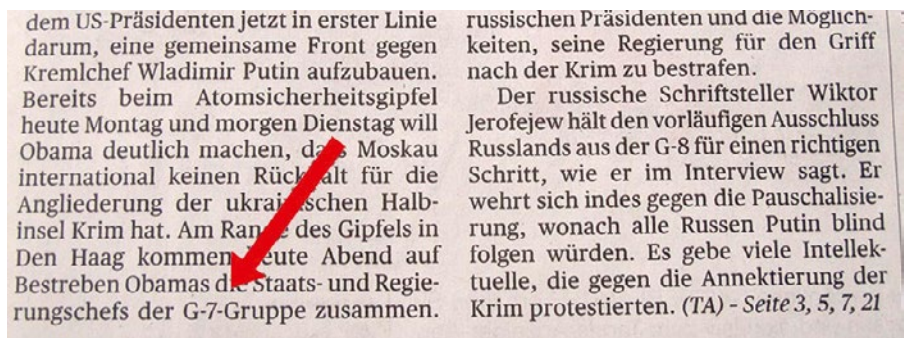 dem US-Präsidenten jetzt in erster Linie
darum, eine gemeinsame Front gegen
Kremlchef Wladimir Putin aufzubauen.
Bereits beim Atomsicherheitsgipfel
heute Montag und morgen Dienstag will
Obama deutlich machen, dass Moskau
international keinen Rückhalt für die
Angliederung der ukrainischen Halb-
insel Krim hat. Am Rande des Gipfels in
Den Haag kommen heute Abend auf
Bestreben Obamas die Staats- und Regie-
rungschefs der G-7-Gruppe zusammen.
russischen Präsidenten und die Möglich-
keiten, seine Regierung für den Griff
nach der Krim zu bestrafen.
Der russische Schriftsteller Wiktor
Jerofejew hält den vorläufigen Ausschluss
Russlands aus der G-8 für einen richtigen
Schritt, wie er im Interview sagt. Er
wehrt sich indes gegen die Pauschalisie-
rung, wonach alle Russen Putin blind
folgen würden. Es gebe viele Intellek-
tuelle, die gegen die Annektierung der
Krim protestierten. (TA) - Seite 3, 5, 7, 21